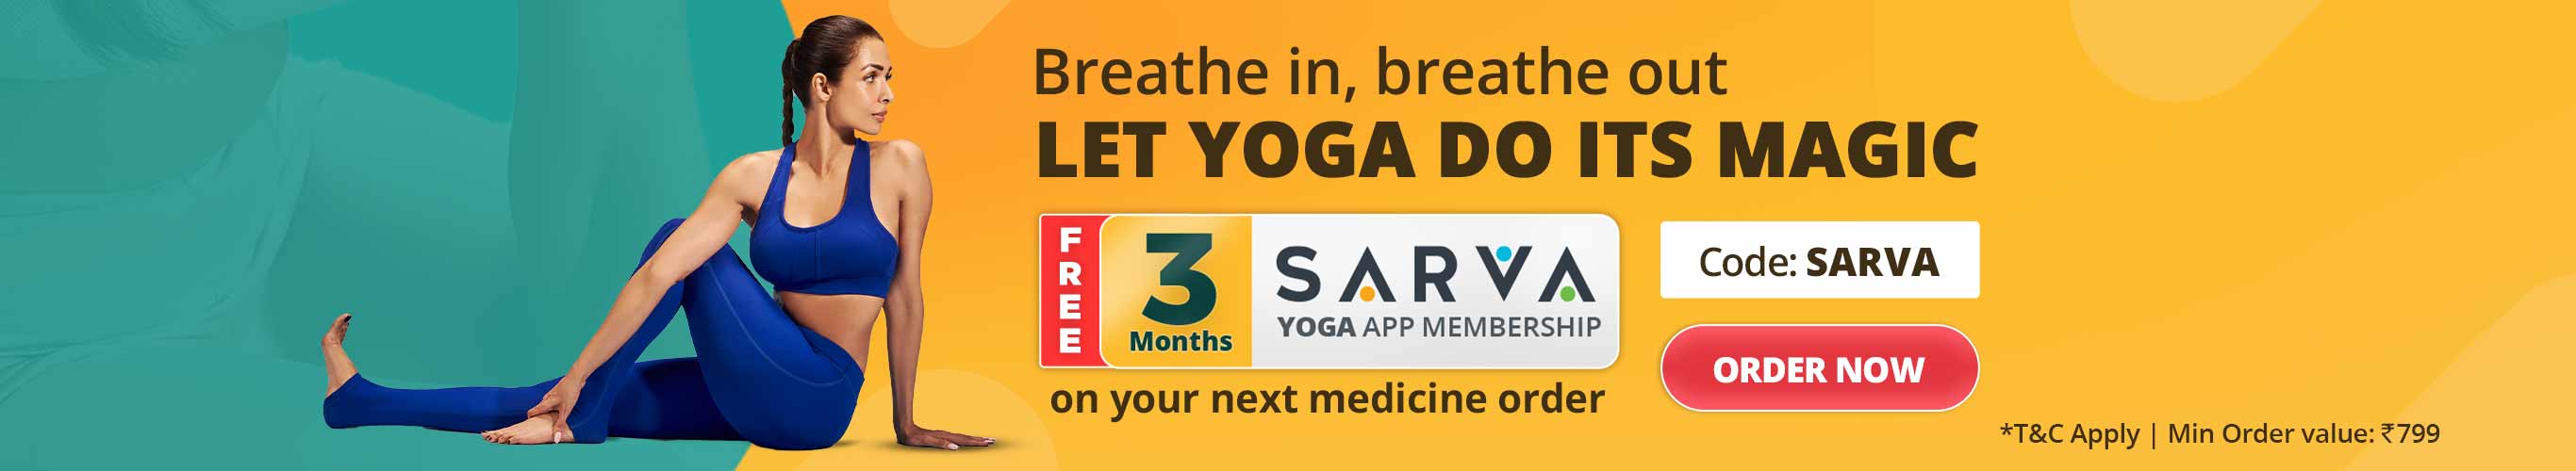 Breathe in, breathe out
LET YOGA DO ITS MAGIC
FREE
3
Months
SARVA
YOGA APP MEMBERSHIP
on your next medicine order
Code: SARVA
ORDER NOW
*T&C Apply | Min Order value: ₹799